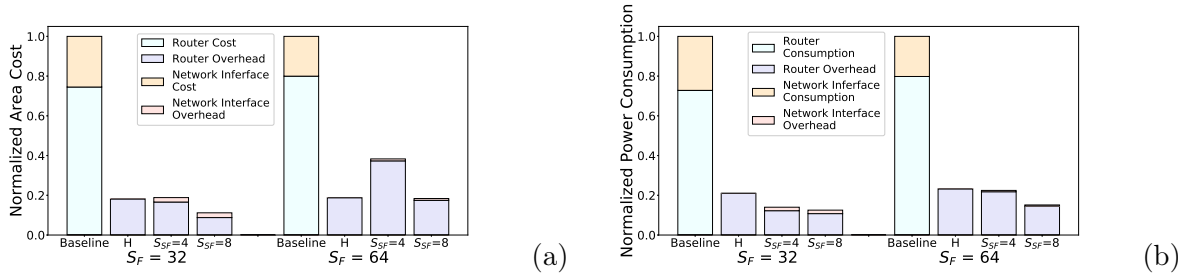 Normalized Area Cost
1.0
0.8
0.6
0.4
0.2
0.0
Router Cost
Router Overhead
Network Inferface
Cost
Network Interface
Overhead
Baseline H S_SF=4 S_SF=8 Baseline H S_SF=4 S_SF=8
S_F = 32 S_F = 64
(a)
Normalized Power Consumption
1.0
0.8
0.6
0.4
0.2
0.0
Router
Consumption
Router Overhead
Network Inferface
Consumption
Network Interface
Overhead
Baseline H S_SF=4 S_SF=8 Baseline H S_SF=4 S_SF=8
S_F = 32 S_F = 64
(b)